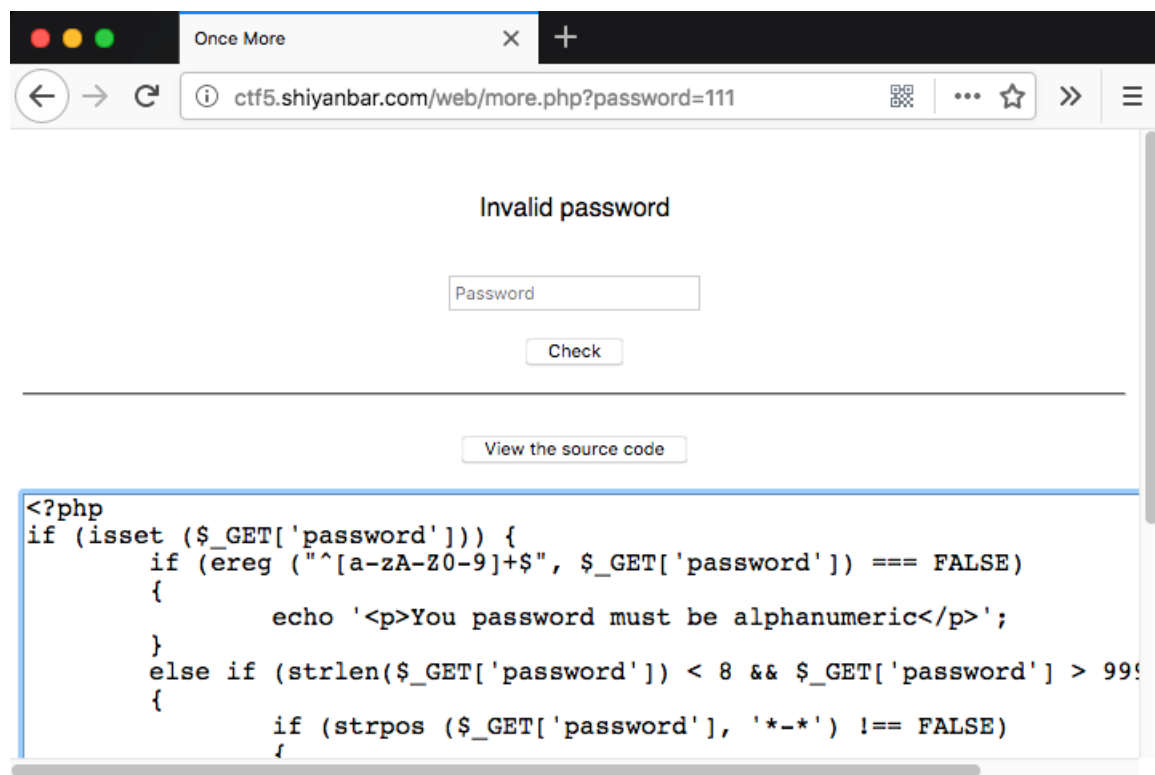 Once More
ctf5.shiyanbar.com/web/more.php?password=111
Invalid password
Password
Check
View the source code
<?php
if (isset ($_GET['password'])) {
if (ereg ("^[a-zA-Z0-9]+$", $_GET['password']) === FALSE)
{
echo '<p>You password must be alphanumeric</p>';
}
else if (strlen($_GET['password']) < 8 && $_GET['password'] > 999
{
if (strpos ($_GET['password'], '*-*') !== FALSE)
{